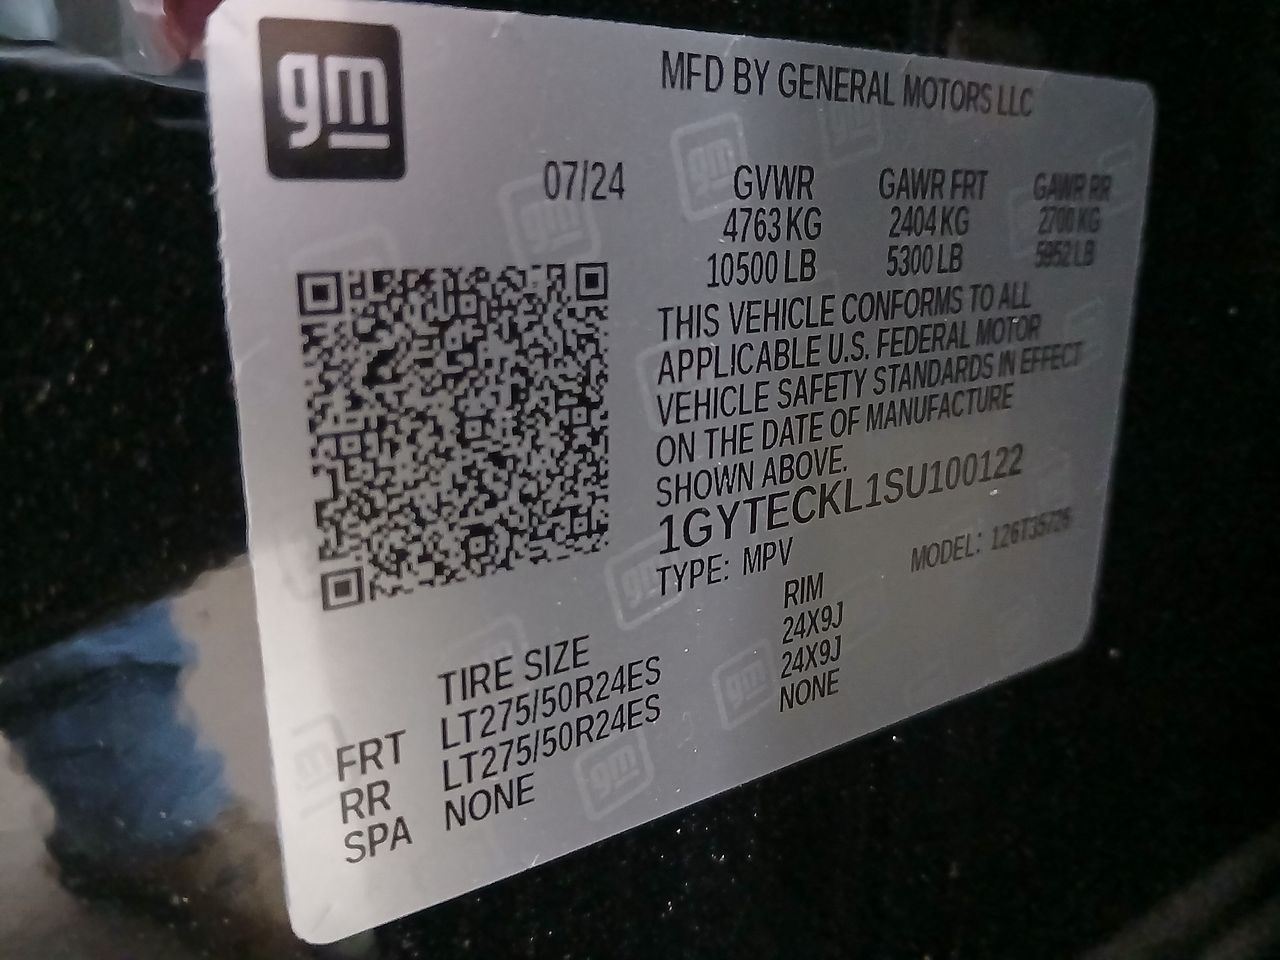 gm
MFD BY GENERAL MOTORS LLC
07/24 GVWR GAWR FRT GAWR RR
4763 KG 2404 KG 2700 KG
10500 LB 5300 LB 5952 LB
THIS VEHICLE CONFORMS TO ALL
APPLICABLE U.S. FEDERAL MOTOR
VEHICLE SAFETY STANDARDS IN EFFECT
ON THE DATE OF MANUFACTURE
SHOWN ABOVE.
1GYTECKL1SU100122
TYPE: MPV MODEL:
TIRE SIZE RIM
FRT LT275/50R24ES 24X9J
RR LT275/50R24ES 24X9J
SPA NONE NONE